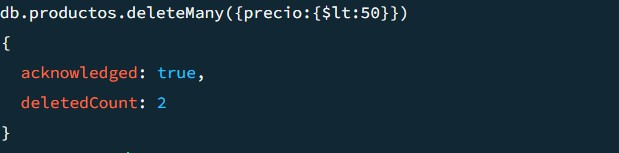 db.productos.deleteMany({precio:{$lt:50}})
{
  acknowledged: true,
  deletedCount: 2
}